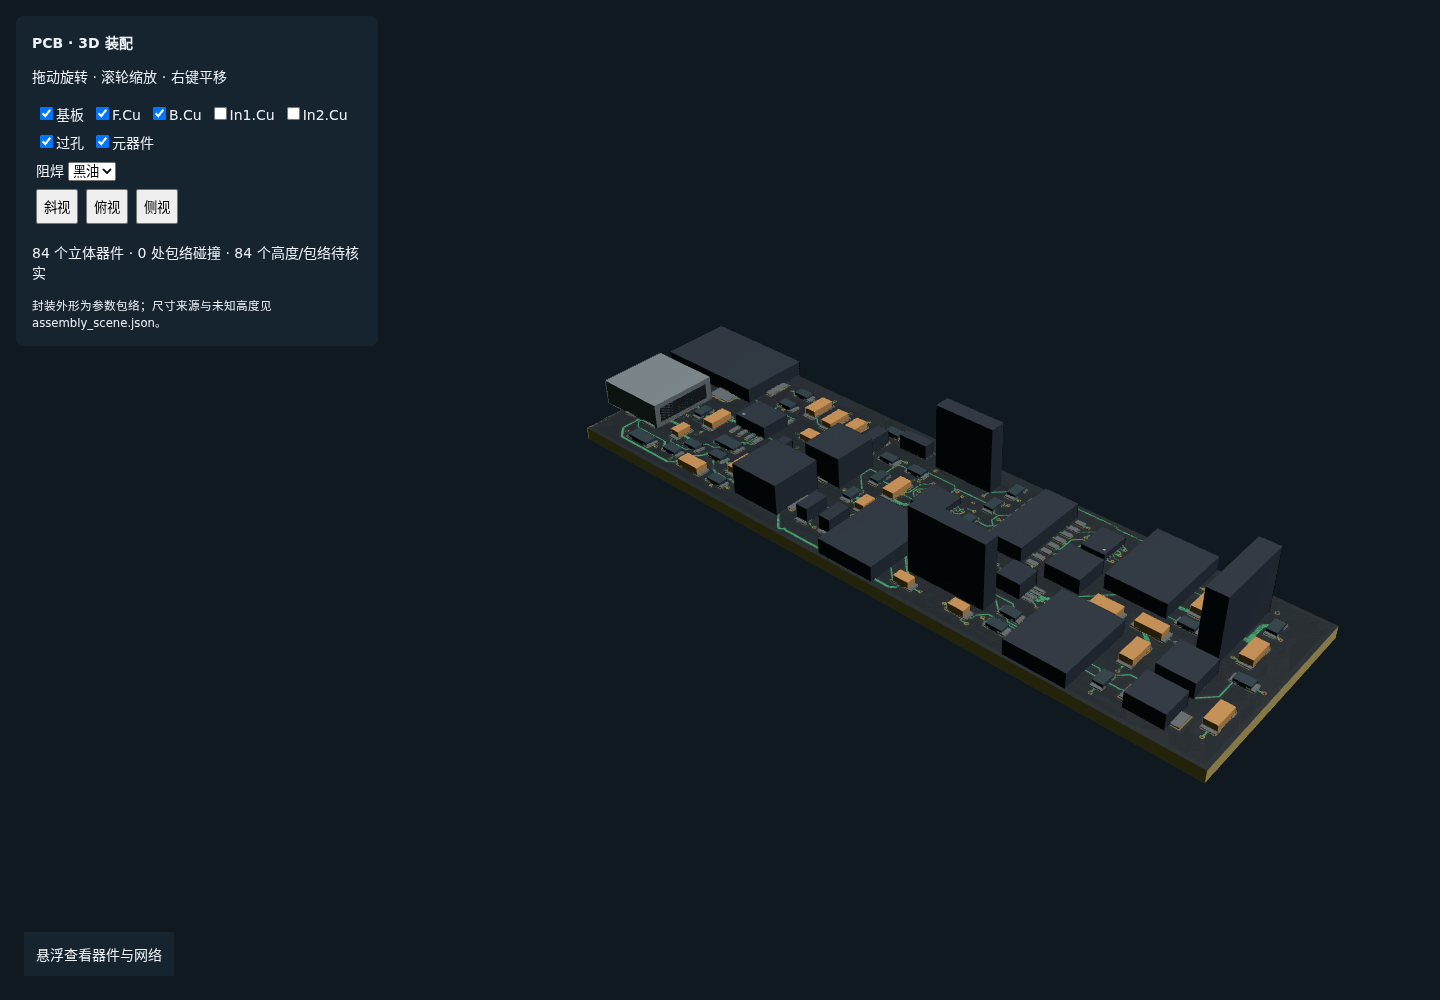 PCB · 3D 装配
拖动旋转 · 滚轮缩放 · 右键平移
基板 F.Cu B.Cu In1.Cu In2.Cu
过孔 元器件
阻焊 黑油
斜视 俯视 侧视
84 个立体器件 · 0 处包络碰撞 · 84 个高度/包络待核
实
封装外形为参数包络；尺寸来源与未知高度见
assembly_scene.json。
悬浮查看器件与网络